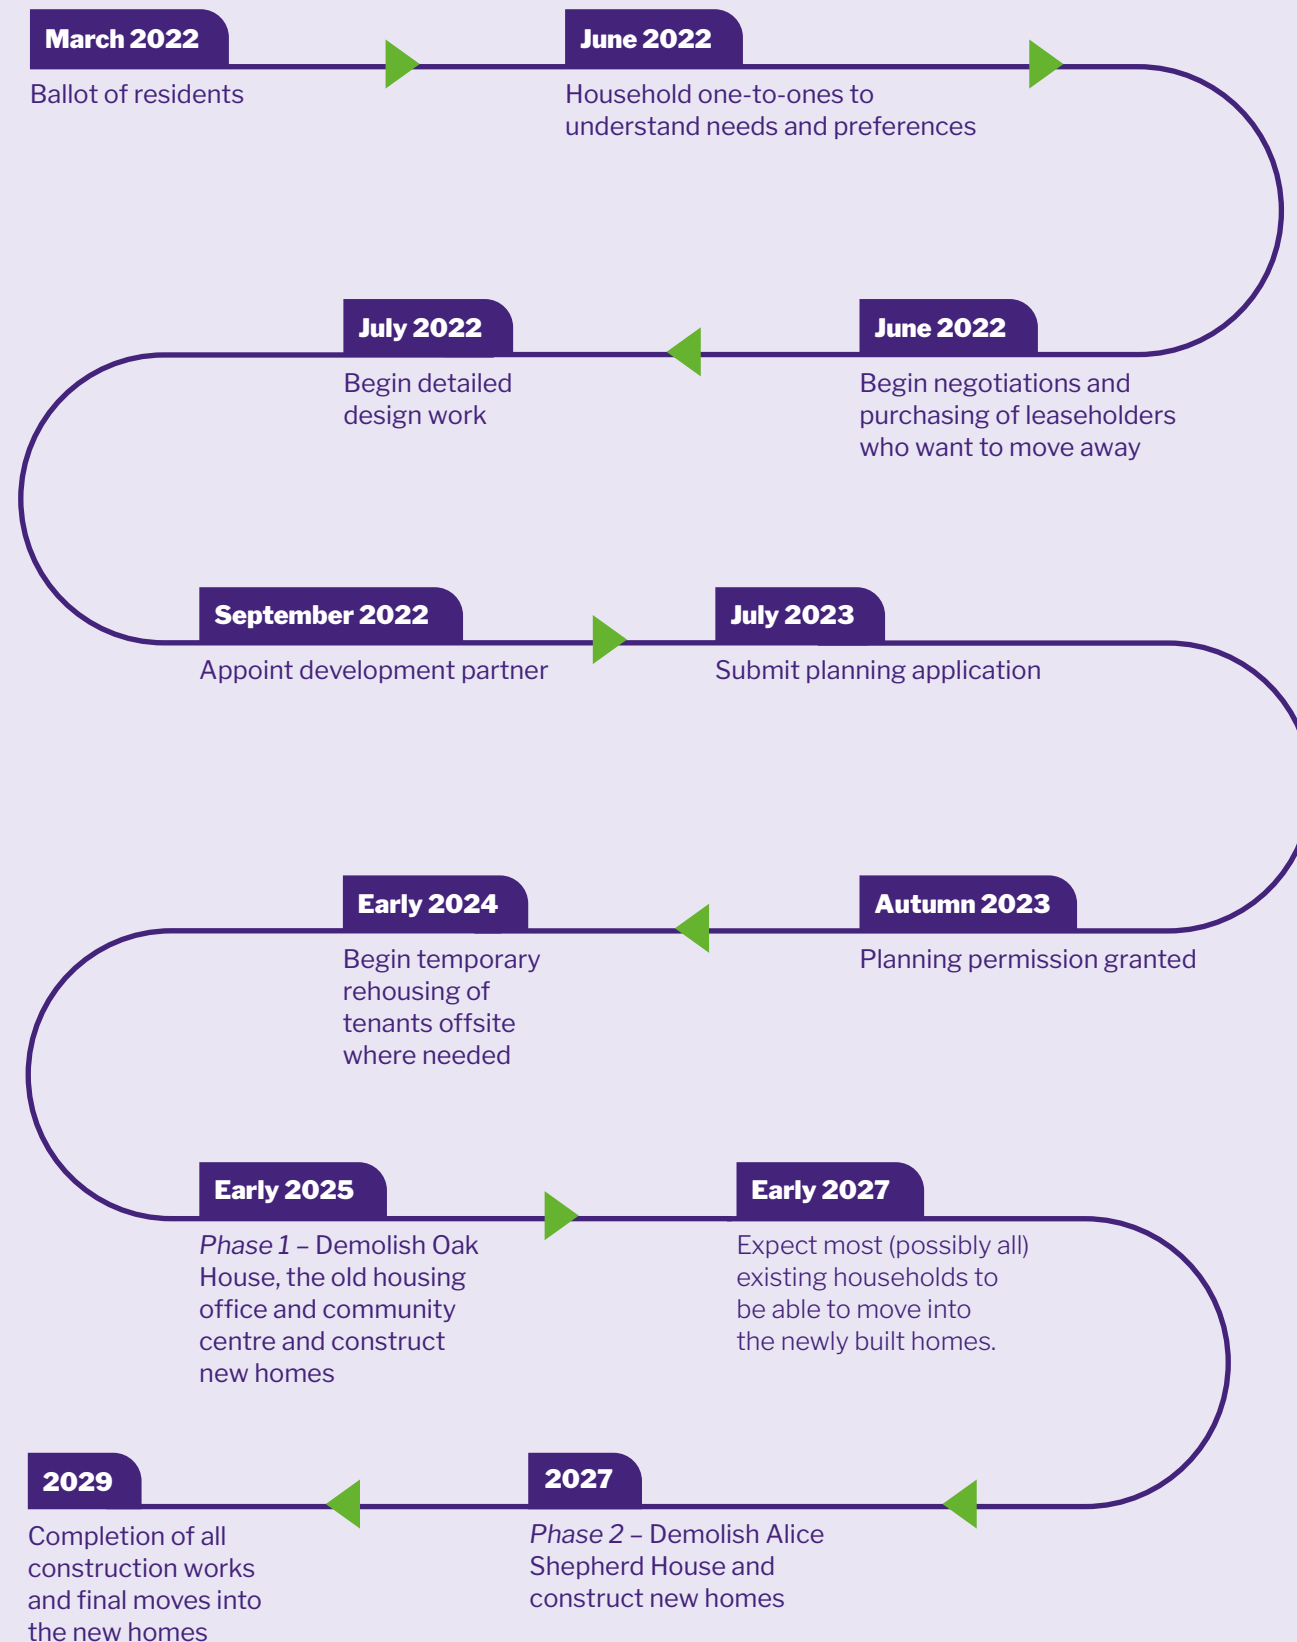 March 2022
Ballot of residents
June 2022
Household one-to-ones to
understand needs and preferences
June 2022
Begin negotiations and
purchasing of leaseholders
who want to move away
July 2022
Begin detailed
design work
September 2022
Appoint development partner
July 2023
Submit planning application
Autumn 2023
Planning permission granted
Early 2024
Begin temporary
rehousing of
tenants offsite
where needed
Early 2025
Phase 1 – Demolish Oak
House, the old housing
office and community
centre and construct
new homes
Early 2027
Expect most (possibly all)
existing households to
be able to move into
the newly built homes.
2027
Phase 2 – Demolish Alice
Shepherd House and
construct new homes
2029
Completion of all
construction works
and final moves into
the new homes